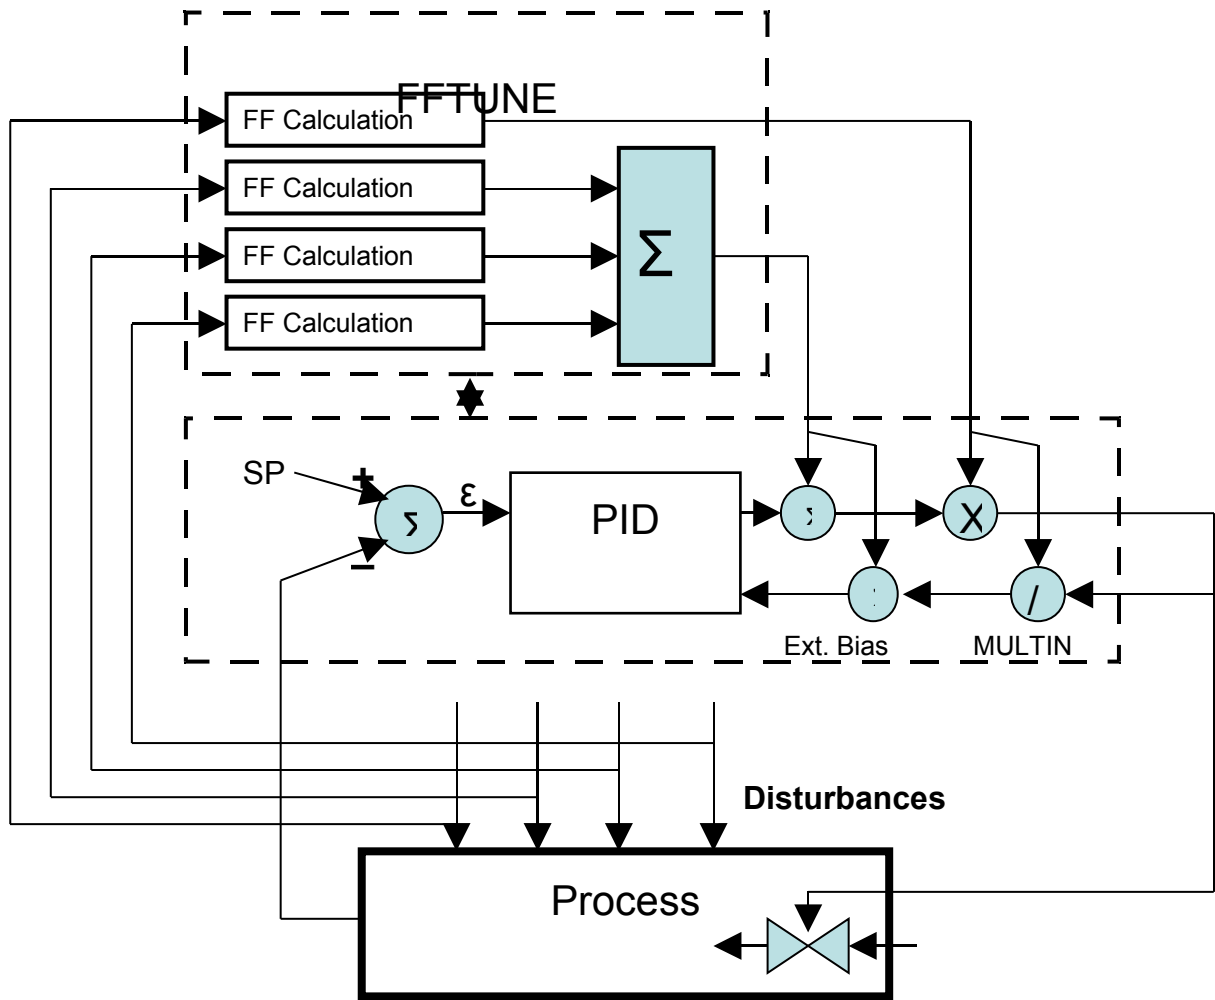 FFTUNE
FF Calculation
FF Calculation
FF Calculation
FF Calculation
Σ
SP
+
Σ
ε
PID
X
−
/
Ext. Bias
MULTIN
Disturbances
Process